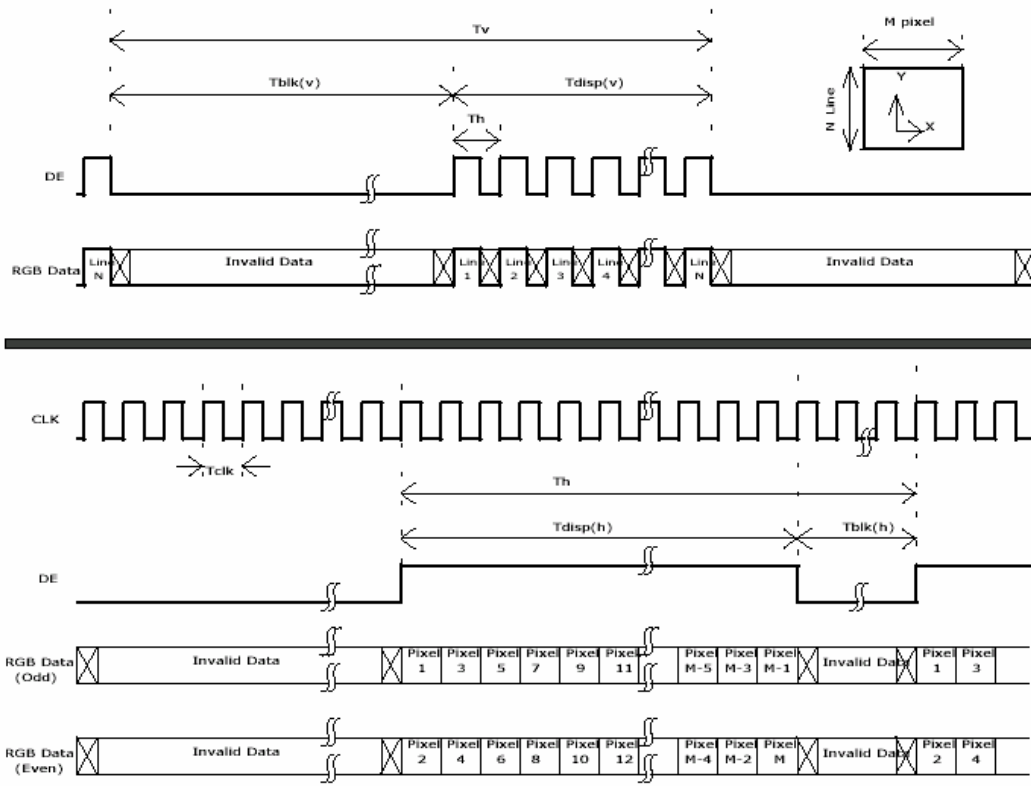 Tv
M pixel
Tblk(v)
Tdisp(v)
Th
N Line
Y
X
DE
RGB Data
Line N
Invalid Data
Line 1
Line 2
Line 3
Line 4
Line N
Invalid Data
CLK
Tclk
Th
Tdisp(h)
Tblk(h)
DE
RGB Data (Odd)
Invalid Data
Pixel 1
Pixel 3
Pixel 5
Pixel 7
Pixel 9
Pixel 11
Pixel M-5
Pixel M-3
Pixel M-1
Invalid Data
Pixel 1
Pixel 3
RGB Data (Even)
Invalid Data
Pixel 2
Pixel 4
Pixel 6
Pixel 8
Pixel 10
Pixel 12
Pixel M-4
Pixel M-2
Pixel M
Invalid Data
Pixel 2
Pixel 4